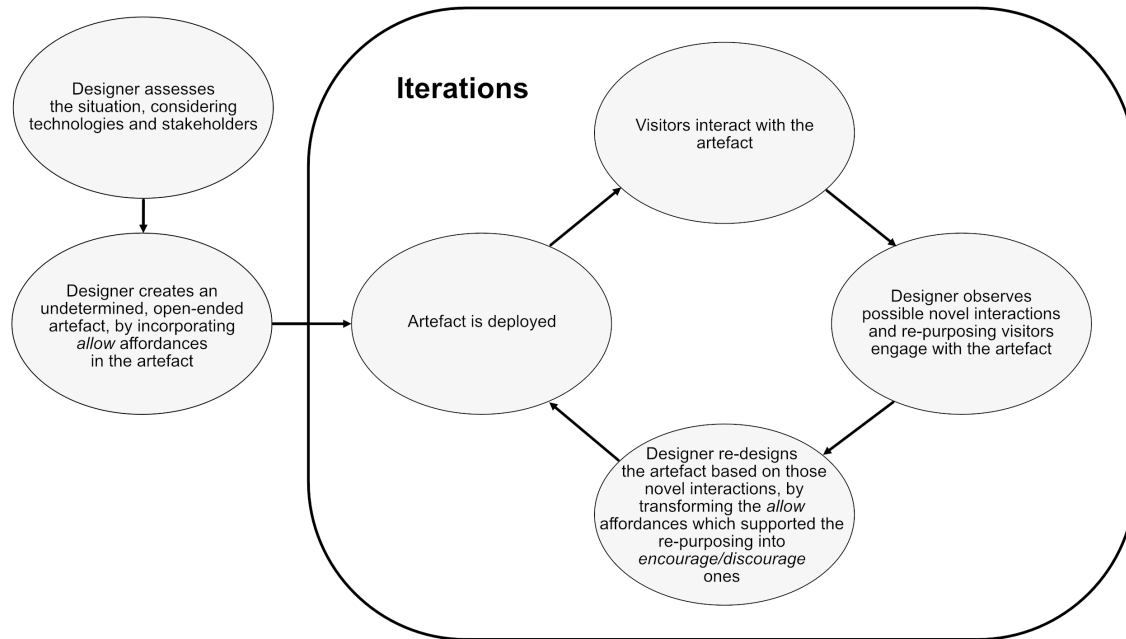 Designer assesses
the situation, considering
technologies and stakeholders
Designer creates an
undetermined, open-ended
artefact, by incorporating
allow affordances
in the artefact
Iterations
Artefact is deployed
Visitors interact with the
artefact
Designer observes
possible novel interactions
and re-purposing visitors
engage with the artefact
Designer re-designs
the artefact based on those
novel interactions, by
transforming the allow
affordances which supported the
re-purposing into
encourage/discourage
ones